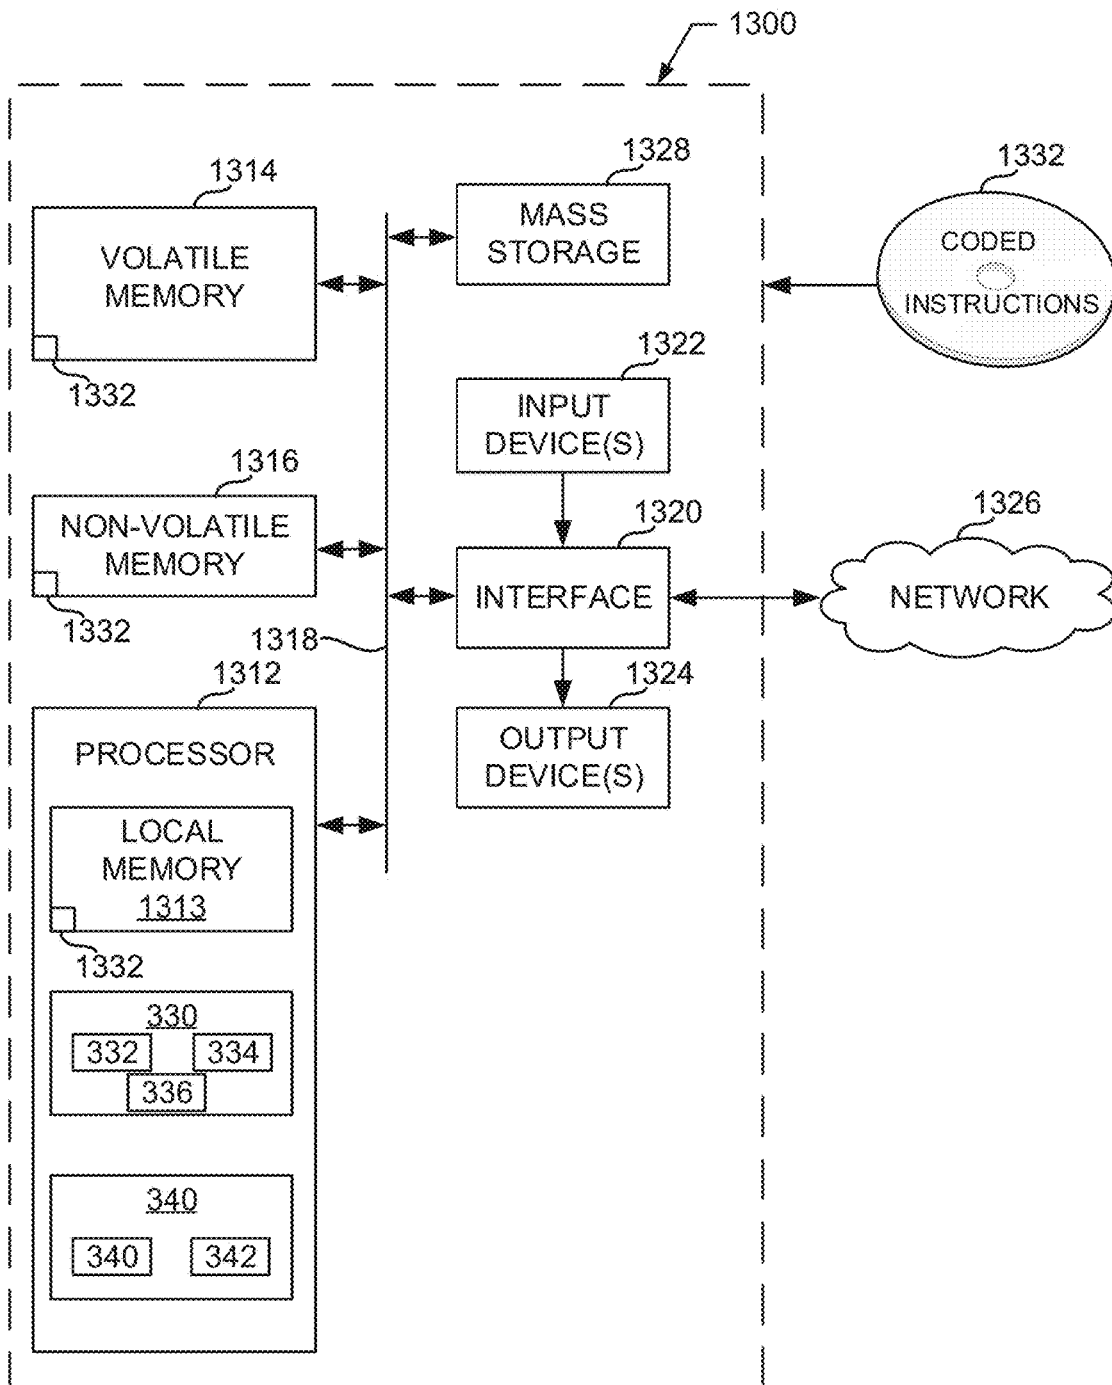 1300
1314
VOLATILE
MEMORY
1332
1328
MASS
STORAGE
1332
CODED
INSTRUCTIONS
1322
INPUT
DEVICE(S)
1316
NON-VOLATILE
MEMORY
1332
1318
1320
INTERFACE
1326
NETWORK
1324
OUTPUT
DEVICE(S)
1312
PROCESSOR
LOCAL
MEMORY
1313
1332
330
332
334
336
340
340
342